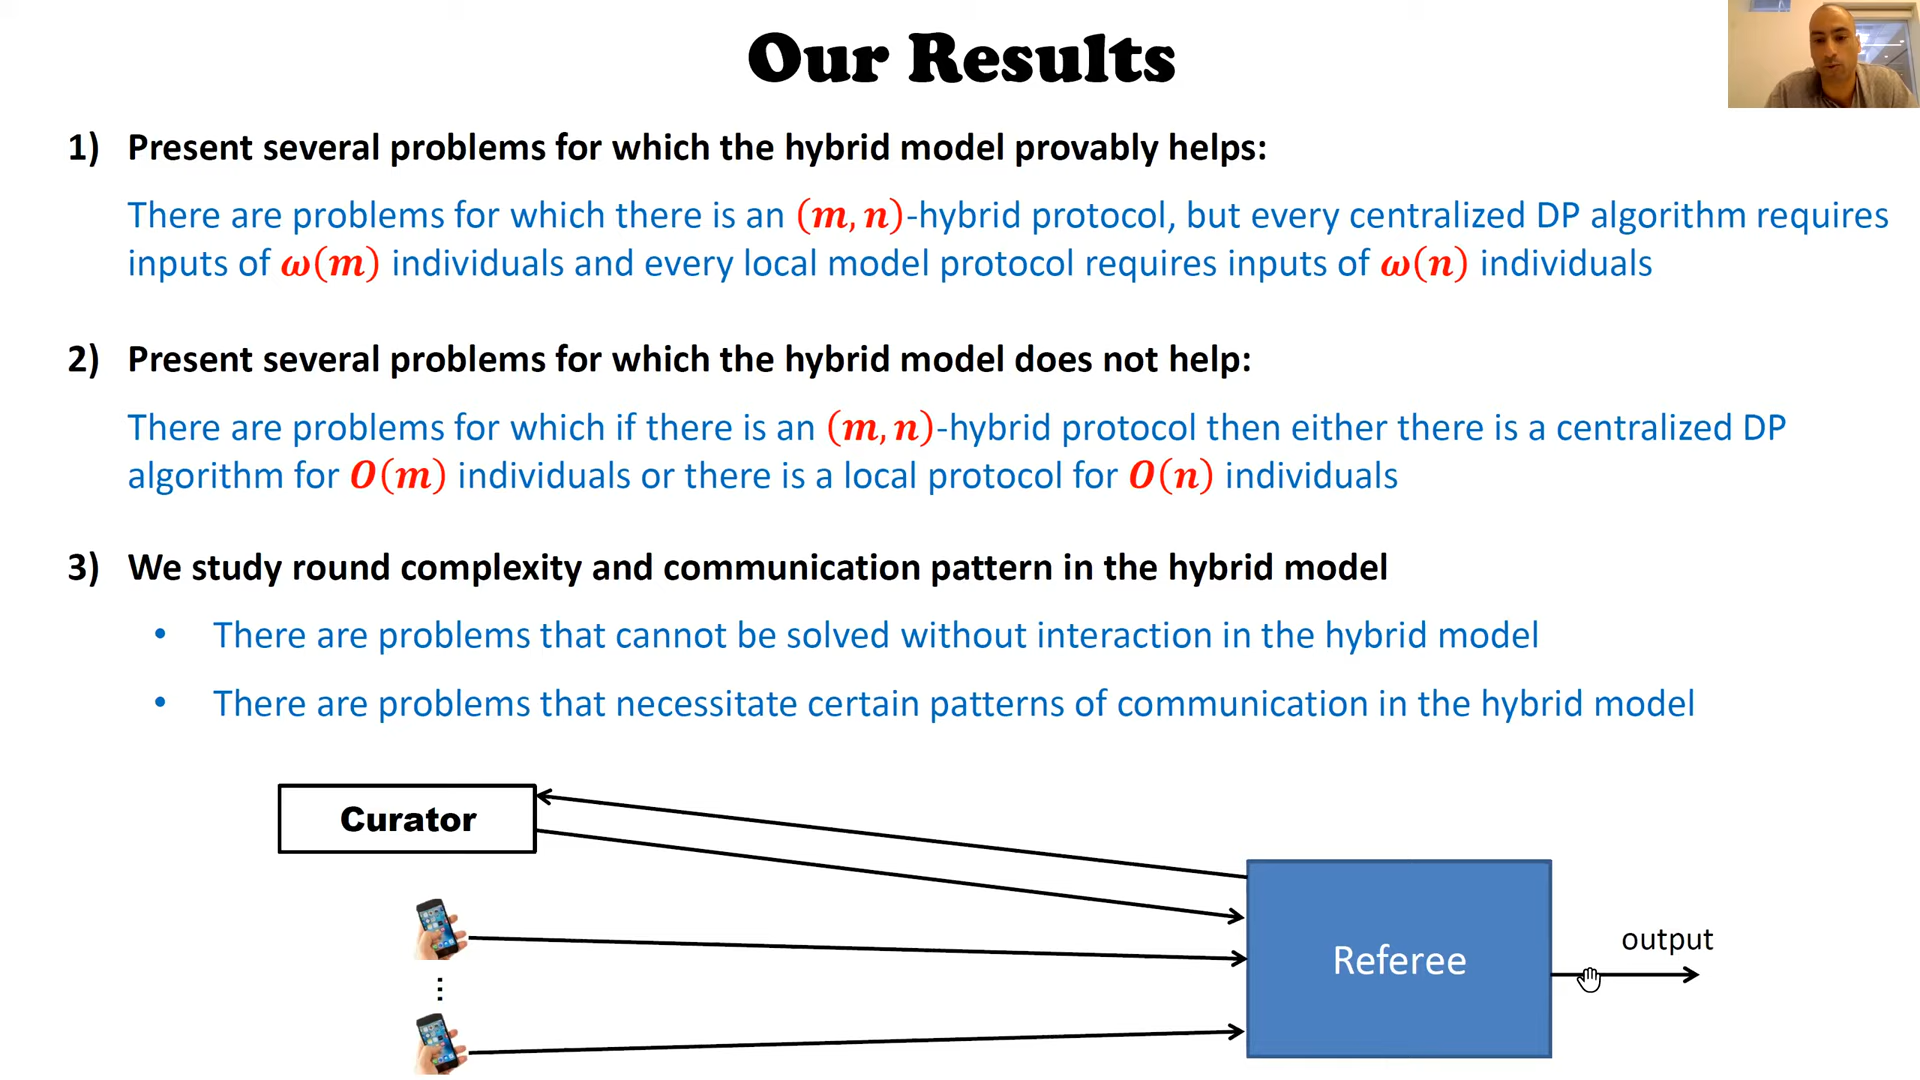 Our Results
1) Present several problems for which the hybrid model provably helps:
There are problems for which there is an (m, n)-hybrid protocol, but every centralized DP algorithm requires
inputs of ω(m) individuals and every local model protocol requires inputs of ω(n) individuals
2) Present several problems for which the hybrid model does not help:
There are problems for which if there is an (m, n)-hybrid protocol then either there is a centralized DP
algorithm for O(m) individuals or there is a local protocol for O(n) individuals
3) We study round complexity and communication pattern in the hybrid model
• There are problems that cannot be solved without interaction in the hybrid model
• There are problems that necessitate certain patterns of communication in the hybrid model
Curator
Referee
output
⋮